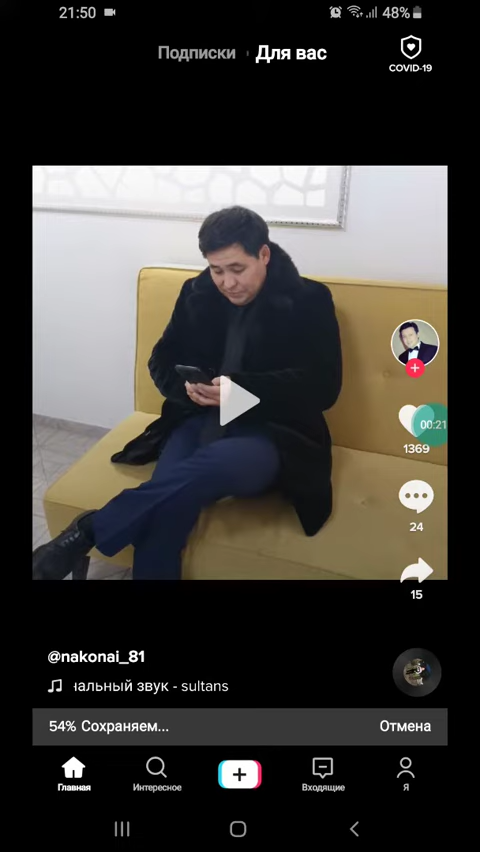 21:50
48%
Подписки
Для вас
COVID-19
00:21
1369
24
15
@nakonai_81
нальный звук - sultans
54% Сохраняем...
Отмена
Главная
Интересное
Входящие
Я